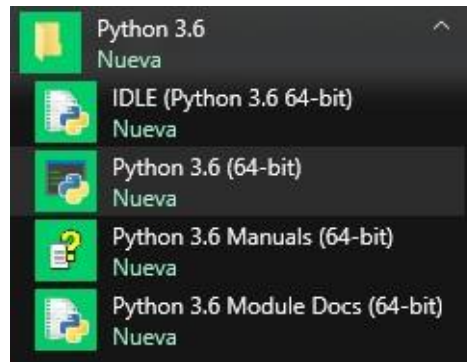 Python 3.6
Nueva
IDLE (Python 3.6 64-bit)
Nueva
Python 3.6 (64-bit)
Nueva
Python 3.6 Manuals (64-bit)
Nueva
Python 3.6 Module Docs (64-bit)
Nueva